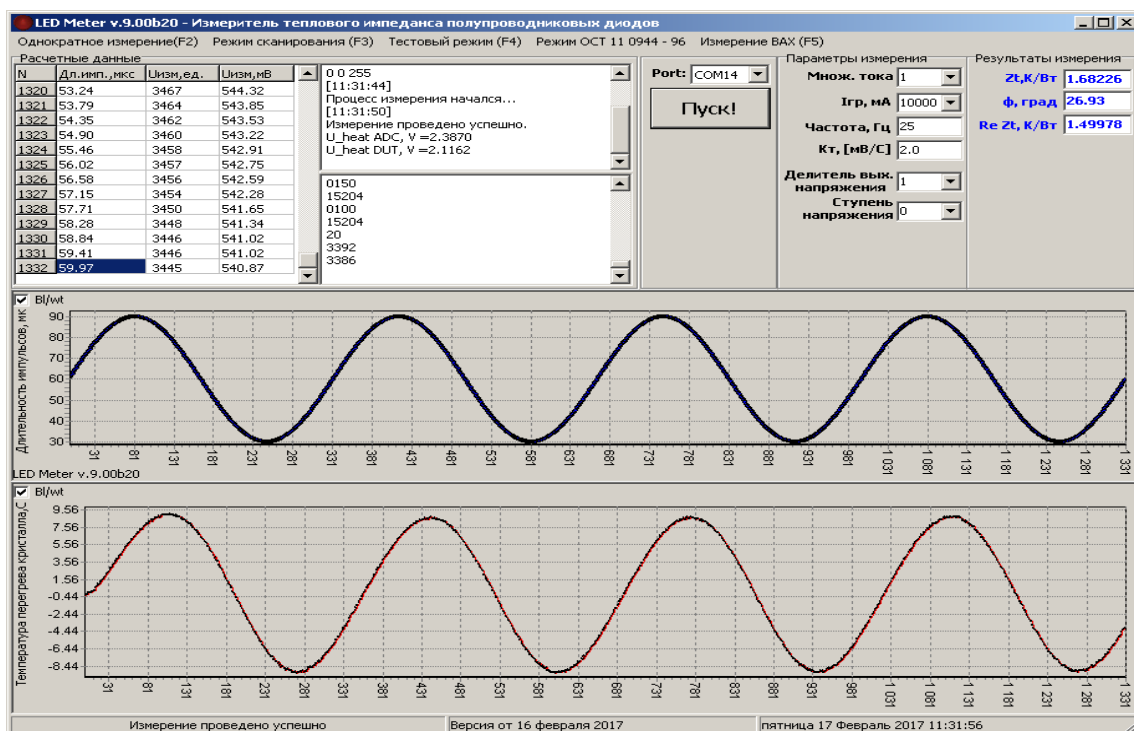 LED Meter v.9.00b20 - Измеритель теплового импеданса полупроводниковых диодов
Однократное измерение(F2) Режим сканирования (F3) Тестовый режим (F4) Режим ОСТ 11 0944 - 96 Измерение ВАХ (F5)
Расчетные данные
N Дл.имп.,мкс Uизм,ед. Uизм,мВ
1320 53.24 3467 544.32
1321 53.79 3464 543.85
1322 54.35 3462 543.53
1323 54.90 3460 543.22
1324 55.46 3458 542.91
1325 56.02 3457 542.75
1326 56.58 3456 542.59
1327 57.15 3454 542.28
1328 57.71 3450 541.65
1329 58.28 3448 541.34
1330 58.84 3446 541.02
1331 59.41 3446 541.02
1332 59.97 3445 540.87
0 0 255
[11:31:44]
Процесс измерения начался...
[11:31:50]
Измерение проведено успешно.
U_heat ADC, V =2.3870
U_heat DUT, V =2.1162
0150
15204
0100
15204
20
3392
3386
Port: COM14
Пуск!
Параметры измерения
Множ. тока 1
Iгр, мА 10000
Частота, Гц 25
Кт, [мВ/С] 2.0
Делитель вых.
напряжения 1
Ступень
напряжения 0
Результаты измерения
Zt,К/Вт 1.68226
ф, град 26.93
Re Zt, К/Вт 1.49978
Bl/wt
Длительность импульсов, мк
90
80
70
60
50
40
30
31 81 131 181 231 281 331 381 431 481 531 581 631 681 731 781 831 881 931 981 1 031 1 081 1 131 1 181 1 231 1 281 1 331
LED Meter v.9.00b20
Bl/wt
Температура перегрева кристалла,С
9.56
7.56
5.56
3.56
1.56
-0.44
-2.44
-4.44
-6.44
-8.44
31 81 131 181 231 281 331 381 431 481 531 581 631 681 731 781 831 881 931 981 1 031 1 081 1 131 1 181 1 231 1 281 1 331
Измерение проведено успешно Версия от 16 февраля 2017 пятница 17 Февраль 2017 11:31:56